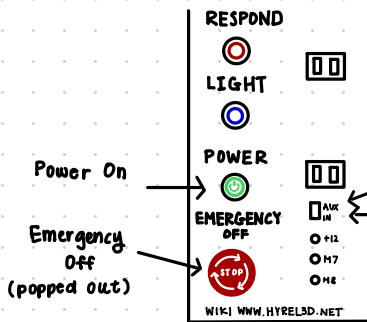 RESPOND
LIGHT
POWER
Power On
EMERGENCY
OFF
Emergency
Off
(popped out)
STOP
AUX
IN
+12
M7
M8
WIKI WWW.HYREL3D.NET